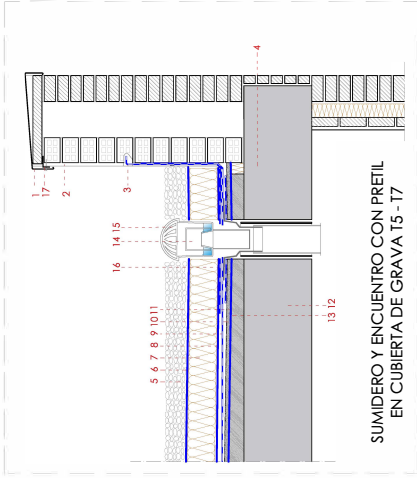 4
1
17
2
3
14 15
16
5 6 7 8 9 10 11
13 12
SUMIDERO Y ENCUENTRO CON PRETIL
EN CUBIERTA DE GRAVA T5 - T7